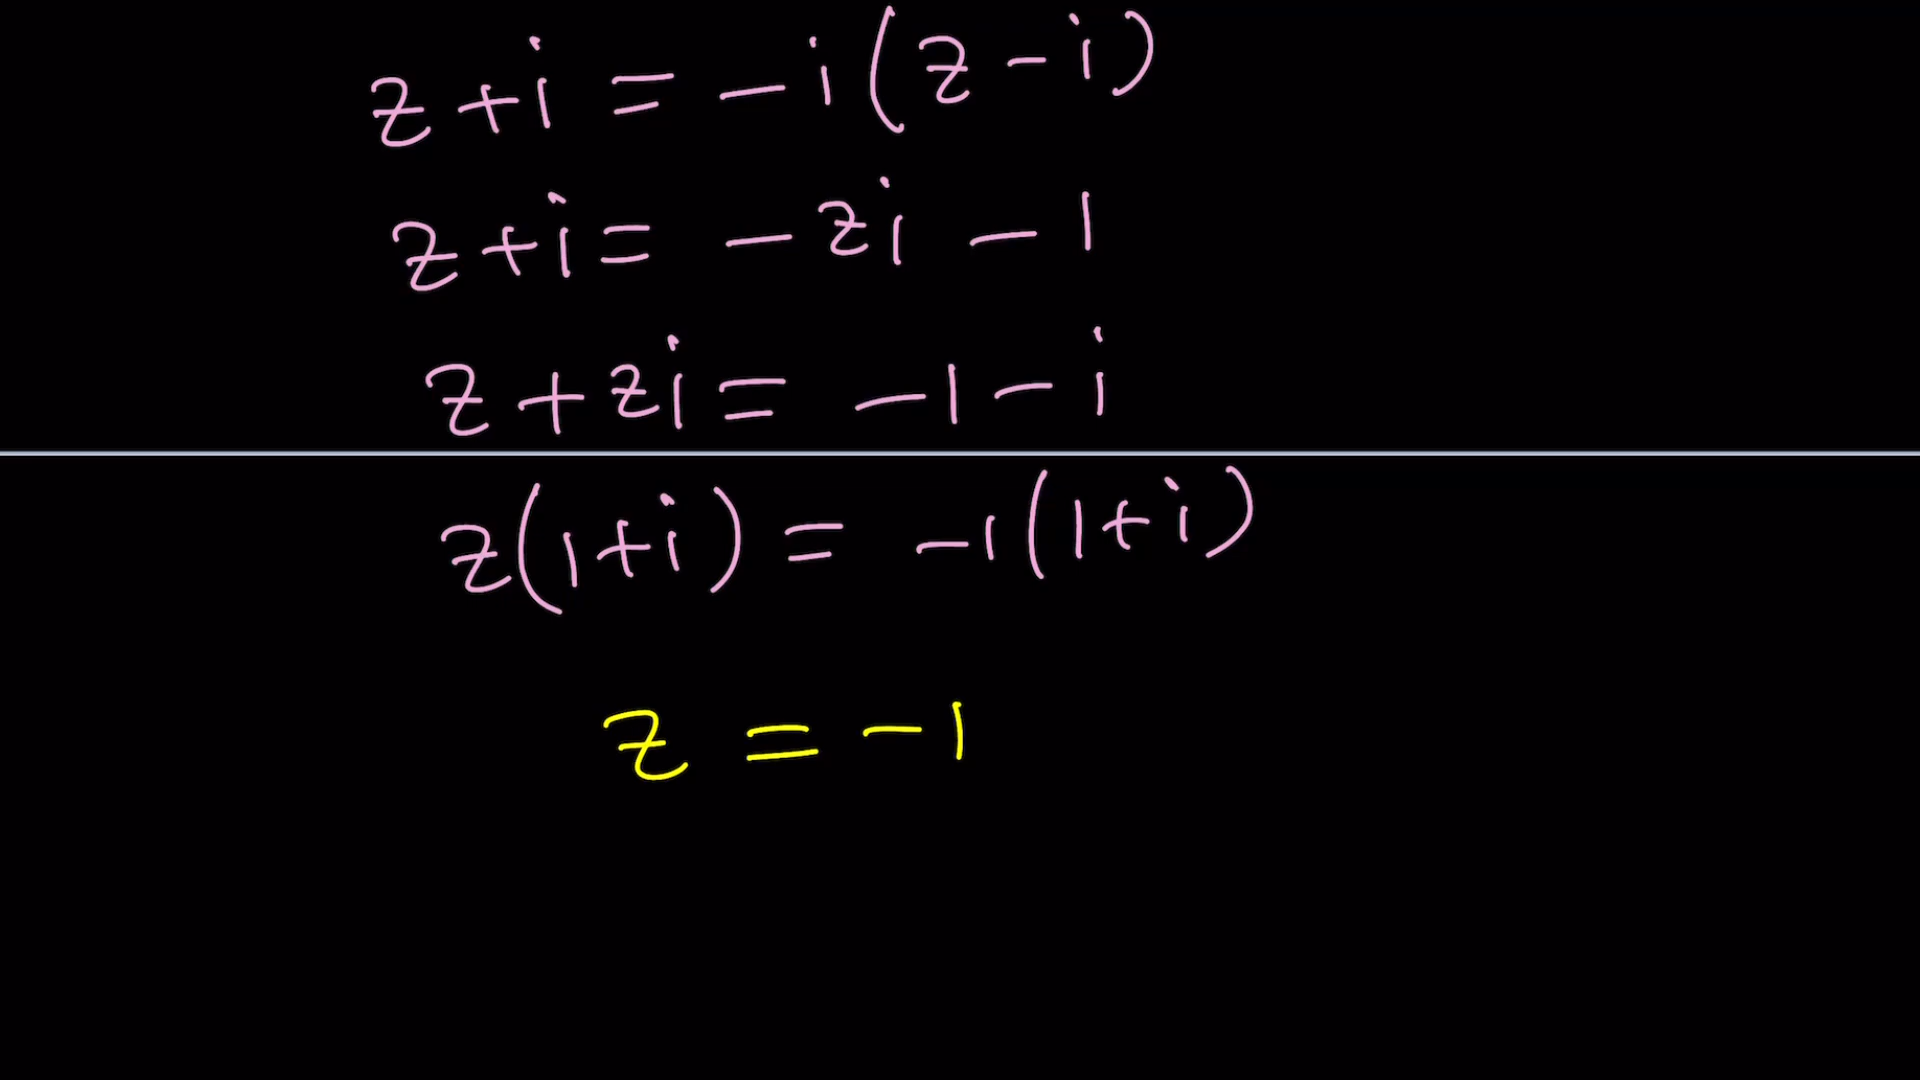 z + i = - i (z - i)
z + i = - zi - 1
z + zi = -1 - i
z(1+i) = -1(1+i)
z = -1